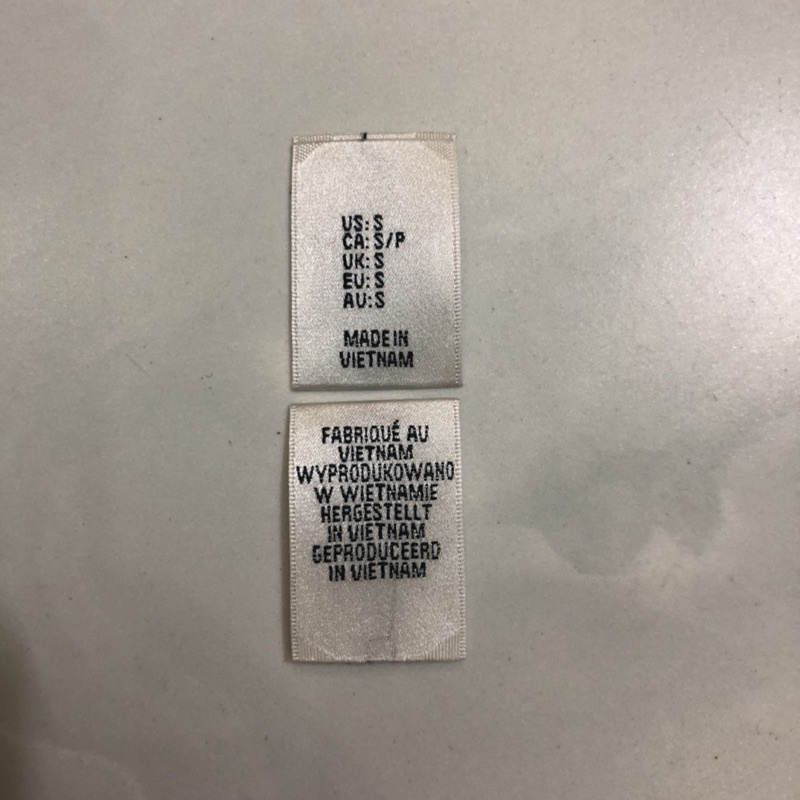 US: S
CA: S/P
UK: S
EU: S
AU: S
MADE IN
VIETNAM
FABRIQUÉ AU
VIETNAM
WYPRODUKOWANO
W WIETNAMIE
HERGESTELLT
IN VIETNAM
GEPRODUCEERD
IN VIETNAM